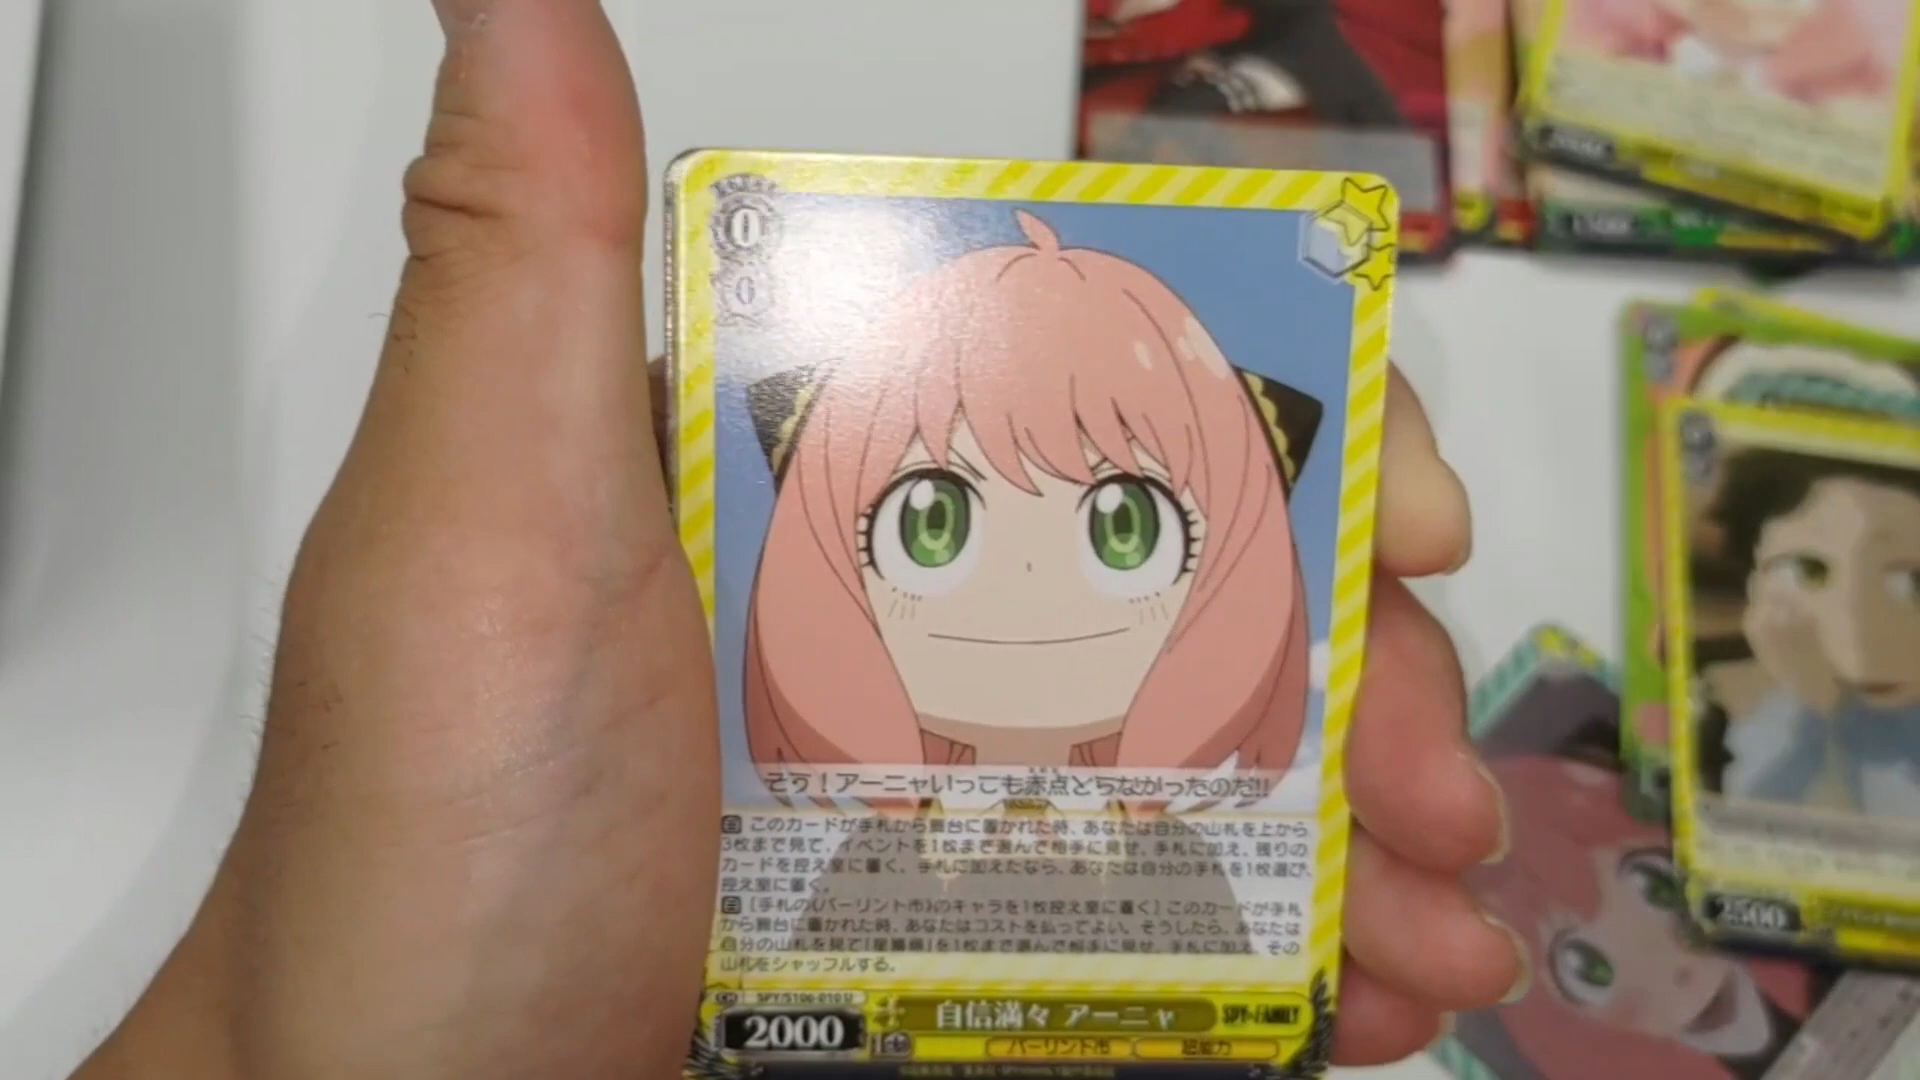 0
0
そう！アーニャいっこも赤点とらなかったのだ!!
自 このカードが手札から舞台に置かれた時、あなたは自分の山札を上から
3枚まで見て、イベントを1枚まで選んで相手に見せ、手札に加え、残りの
カードを控え室に置く。手札に加えたなら、あなたは自分の手札を1枚選び、
控え室に置く。
自 [手札の《バーリント市》のキャラを1枚控え室に置く] このカードが手札
から舞台に置かれた時、あなたはコストを払ってよい。そうしたら、あなたは
自分の山札を見て「星獲得」を1枚まで選んで相手に見せ、手札に加え、その
山札をシャッフルする。
CH SPY/S106-010 U
2000
自信満々 アーニャ
SPY×FAMILY
バーリント市
超能力
2500